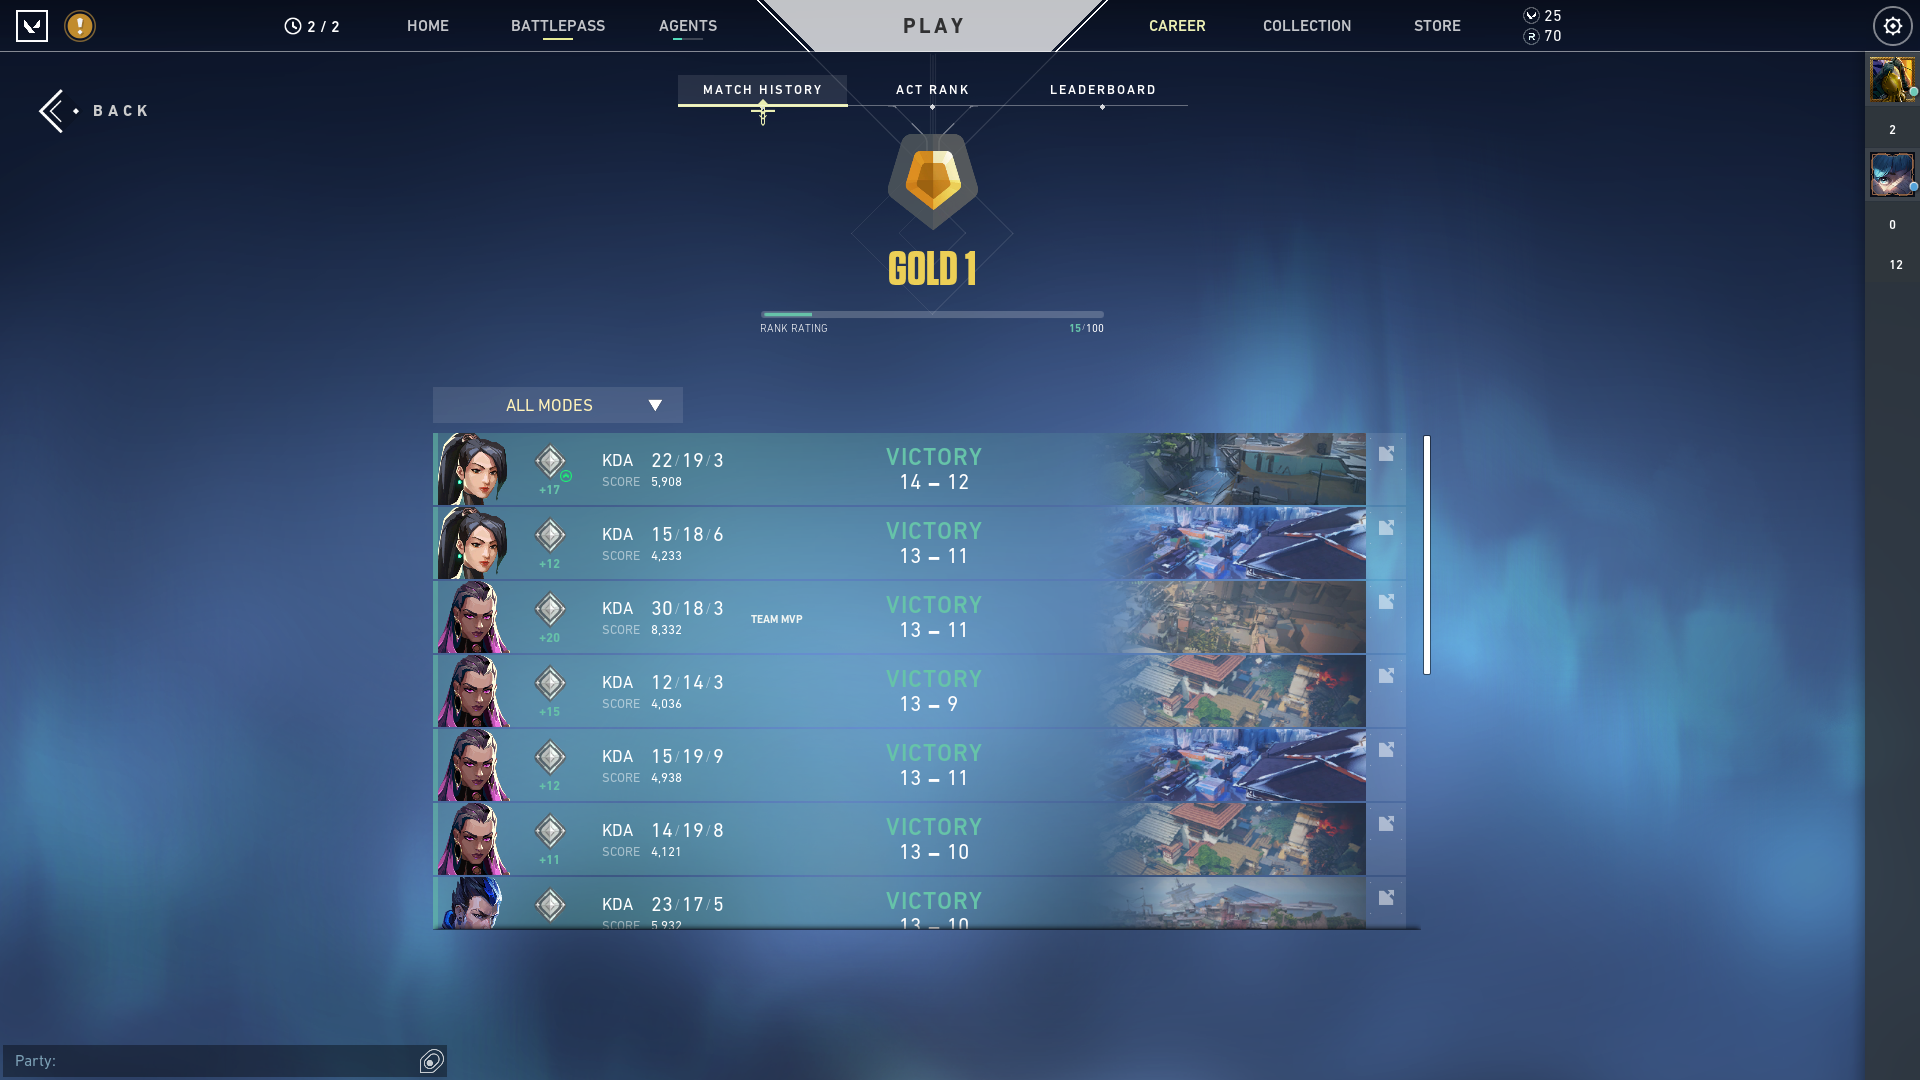 2 / 2
HOME
BATTLEPASS
AGENTS
PLAY
CAREER
COLLECTION
STORE
25
70
BACK
MATCH HISTORY
ACT RANK
LEADERBOARD
2
0
12
GOLD 1
RANK RATING
15/100
ALL MODES
KDA 22/19/3
VICTORY
+17
SCORE 5,908
14 – 12
KDA 15/18/6
VICTORY
+12
SCORE 4,233
13 – 11
KDA 30/18/3
VICTORY
TEAM MVP
+20
SCORE 8,332
13 – 11
KDA 12/14/3
VICTORY
+15
SCORE 4,036
13 – 9
KDA 15/19/9
VICTORY
+12
SCORE 4,938
13 – 11
KDA 14/19/8
VICTORY
+11
SCORE 4,121
13 – 10
KDA 23/17/5
VICTORY
SCORE 5,932
13 – 10
Party: